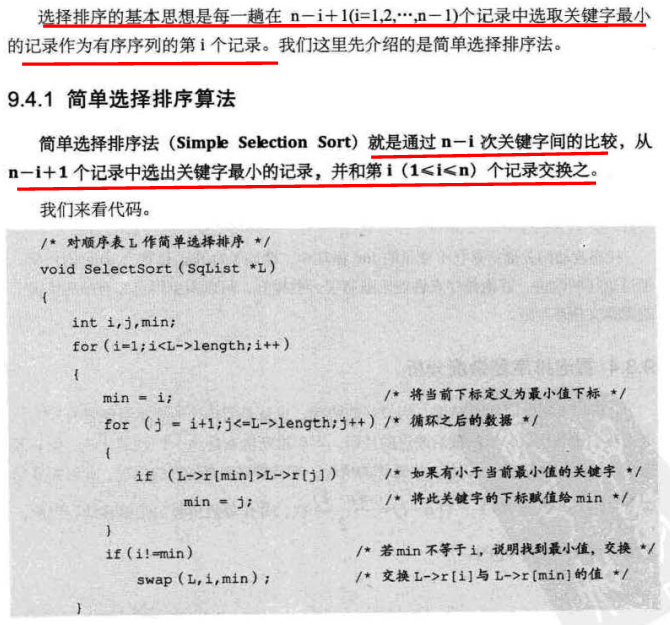 选择排序的基本思想是每一趟在 n－i＋1(i=1,2,⋯,n－1)个记录中选取关键字最小
的记录作为有序序列的第 i 个记录。我们这里先介绍的是简单选择排序法。
9.4.1 简单选择排序算法
简单选择排序法（Simple Selection Sort）就是通过 n－i 次关键字间的比较，从
n－i＋1 个记录中选出关键字最小的记录，并和第 i（1≤i≤n）个记录交换之。
我们来看代码。
/* 对顺序表 L 作简单选择排序 */
void SelectSort(SqList *L)
{
int i,j,min;
for(i=1;i<L->length;i++)
{
min = i; /* 将当前下标定义为最小值下标 */
for (j = i+1;j<=L->length;j++) /* 循环之后的数据 */
{
if (L->r[min]>L->r[j]) /* 如果有小于当前最小值的关键字 */
min = j; /* 将此关键字的下标赋值给 min */
}
if(i!=min) /* 若 min 不等于 i，说明找到最小值，交换 */
swap(L,i,min); /* 交换 L->r[i]与 L->r[min]的值 */
}